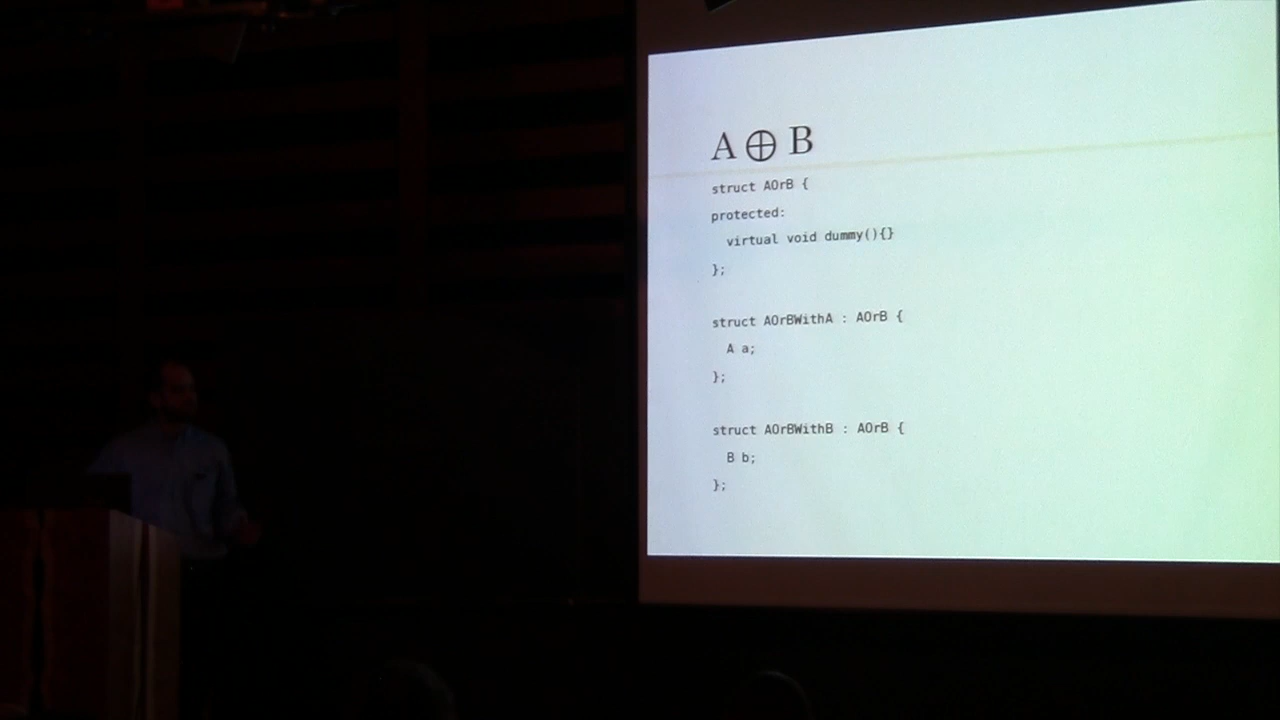 A ⊕ B
struct AOrB {
protected:
  virtual void dummy(){}
};
struct AOrBWithA : AOrB {
  A a;
};
struct AOrBWithB : AOrB {
  B b;
};